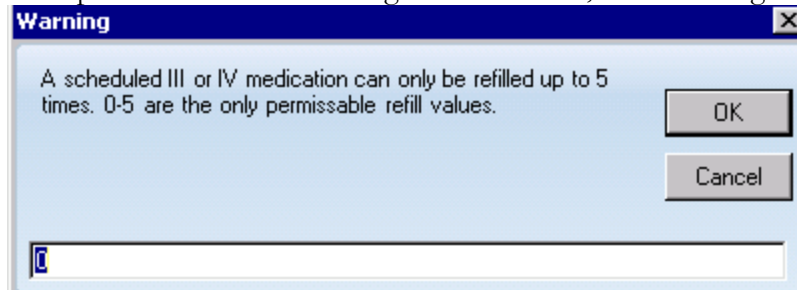 Warning
A scheduled III or IV medication can only be refilled up to 5
times. 0-5 are the only permissable refill values.
OK
Cancel
0